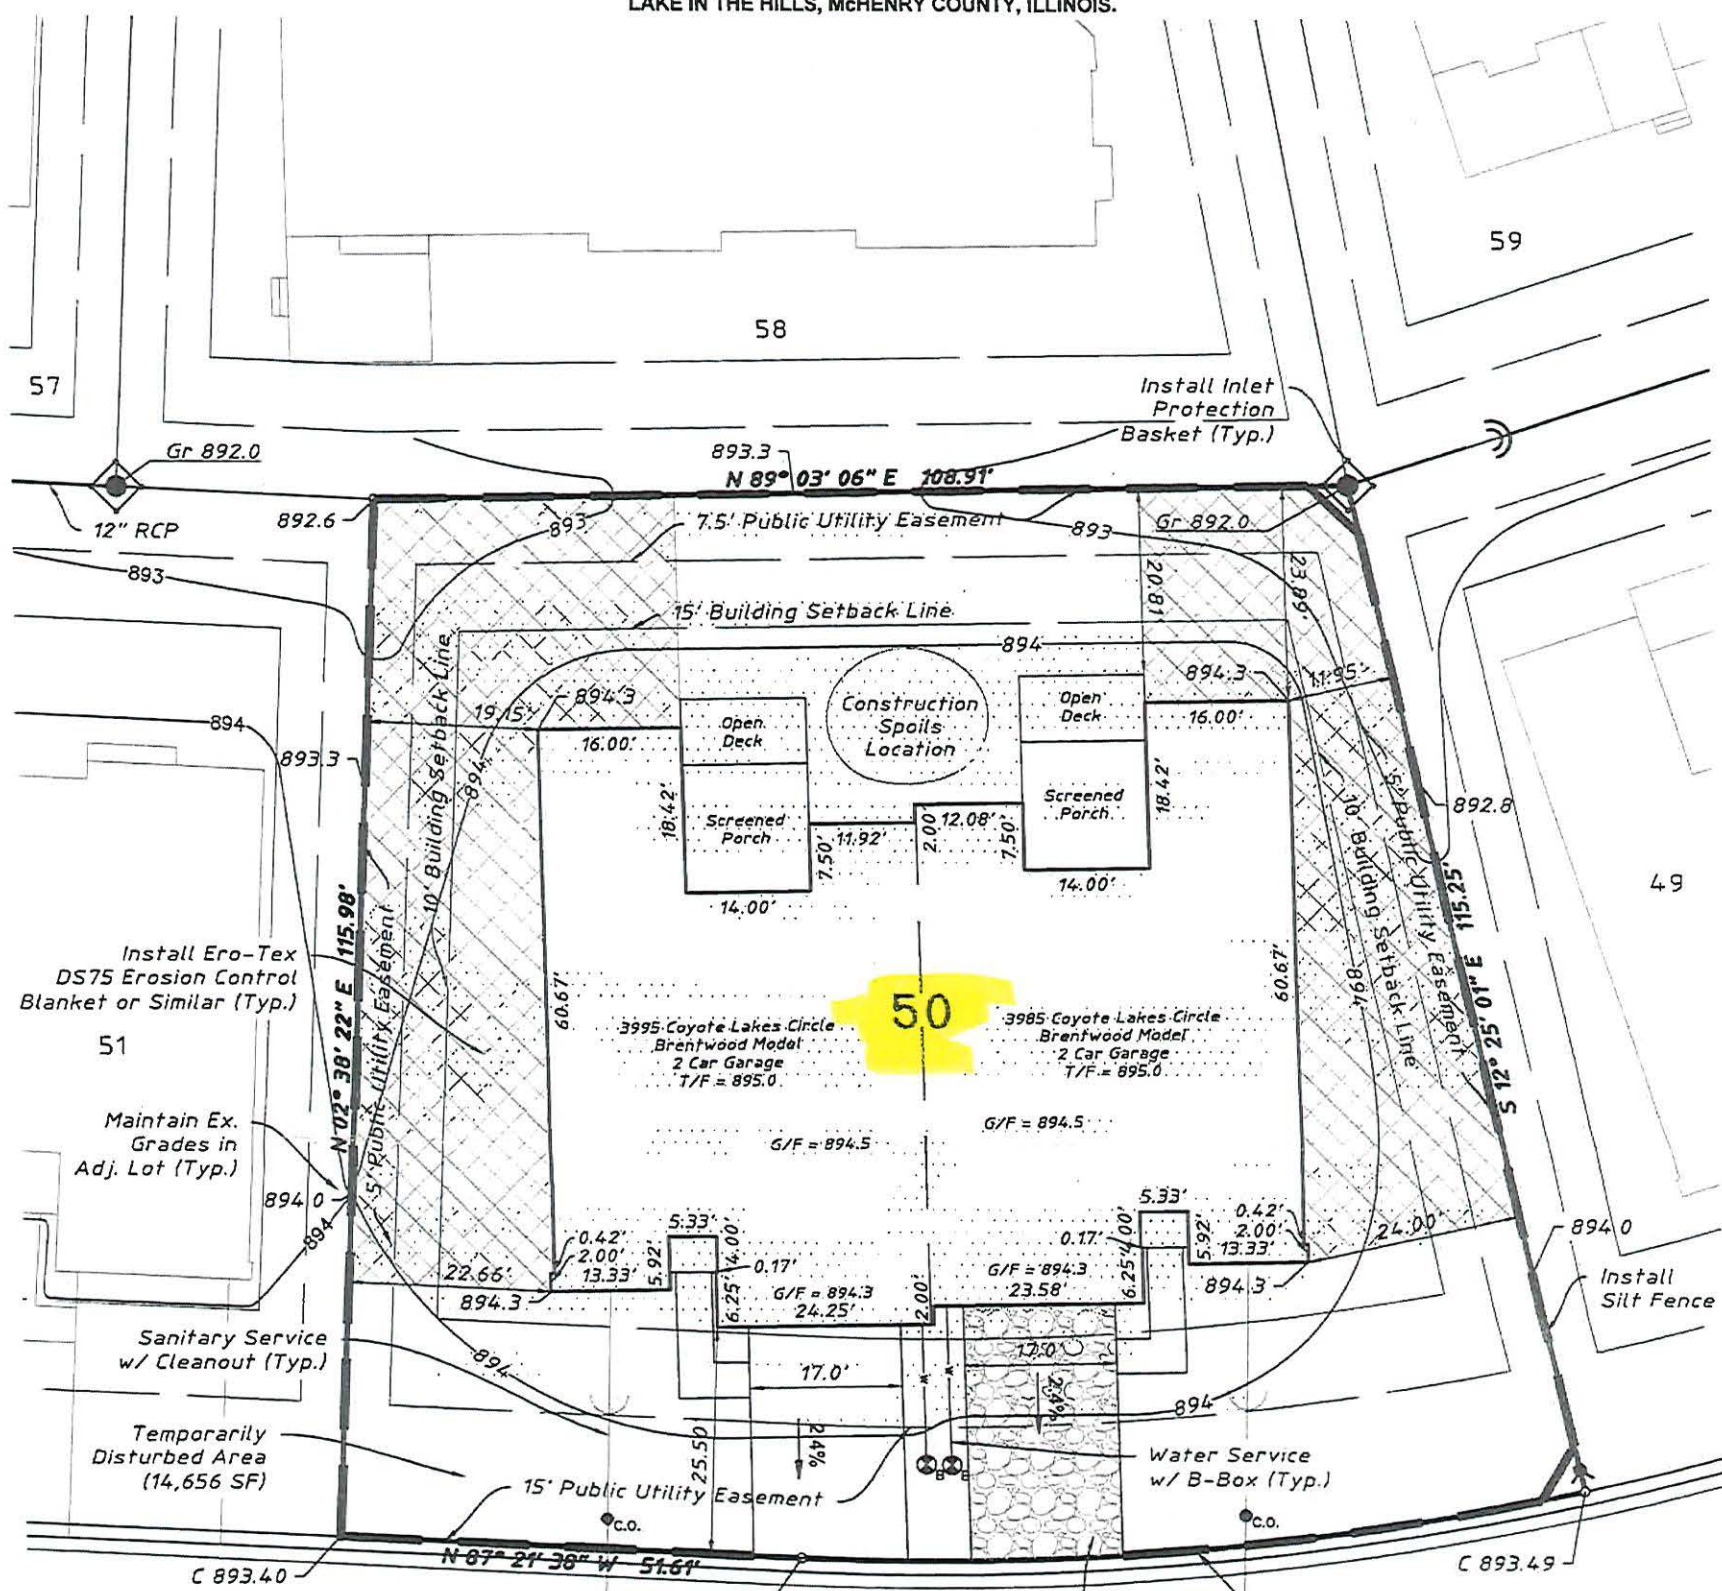 LAKE IN THE HILLS, McHENRY COUNTY, ILLINOIS.
59
58
57
Install Inlet
Protection
Basket (Typ.)
Gr 892.0
893.3
N 89° 03' 06" E 108.91'
892.6
12" RCP
893
7.5' Public Utility Easement
893
Gr 892.0
893
20.81'
23.89'
15' Building Setback Line
894
10' Building Setback Line
894.3
894.3
11.95'
19.15'
16.00'
16.00'
Open
Deck
Construction
Spoils
Location
Open
Deck
894
893.3
894
18.42'
18.42'
Screened
Porch
Screened
Porch
11.92'
2.00'
12.08'
7.50'
7.50'
14.00'
14.00'
892.8
5' Public Utility Easement
10' Building Setback Line
894
49
N 02° 38' 22" E 115.98'
S 12° 25' 01" E 115.25'
Install Ero-Tex
DS75 Erosion Control
Blanket or Similar (Typ.)
5' Public Utility Easement
51
60.67'
60.67'
50
3995 Coyote Lakes Circle
Brentwood Model
2 Car Garage
T/F = 895.0
3985 Coyote Lakes Circle
Brentwood Model
2 Car Garage
T/F = 895.0
G/F = 894.5
G/F = 894.5
Maintain Ex.
Grades in
Adj. Lot (Typ.)
894.0
894
5.33'
5.33'
0.42'
2.00'
13.33'
5.92'
4.00'
6.25'
0.17'
22.66'
894.3
G/F = 894.3
24.25'
2.00'
G/F = 894.3
23.58'
0.17'
4.00'
6.25'
5.92'
0.42'
2.00'
13.33'
894.3
24.00'
894.0
Install
Silt Fence
Sanitary Service
w/ Cleanout (Typ.)
894
17.0'
17.0'
w
w
2.4%
2.4%
894
25.50'
Temporarily
Disturbed Area
(14,656 SF)
15' Public Utility Easement
B
B
Water Service
w/ B-Box (Typ.)
C.O.
C.O.
N 87° 21' 38" W 51.61'
C 893.40
C 893.49